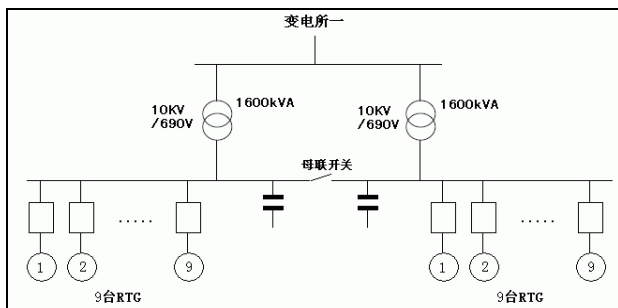 变电所一
10KV /690V 1600kVA 10KV /690V 1600kVA
母联开关
1 2 ..... 9 1 2 ..... 9
9台RTG 9台RTG